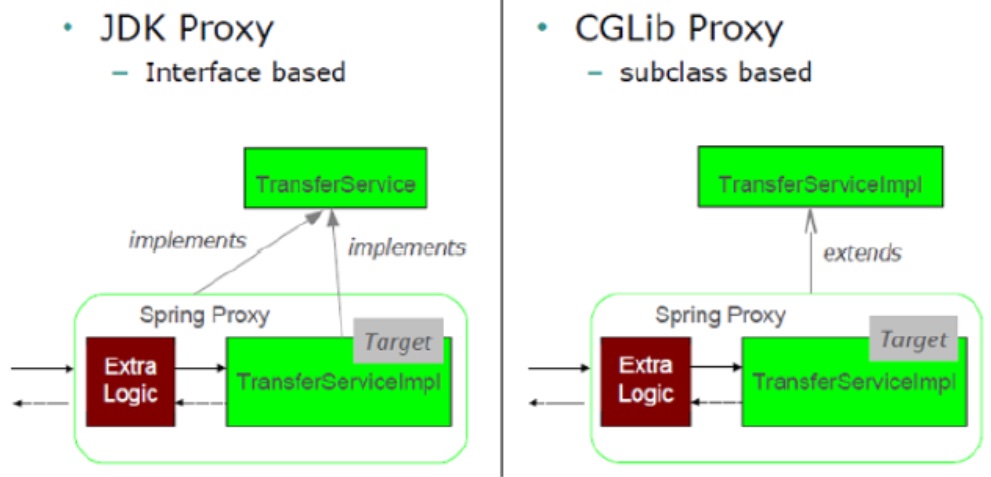 • JDK Proxy
– Interface based
TransferService
implements
implements
Spring Proxy
Target
Extra
Logic
TransferServiceImpl
• CGLib Proxy
– subclass based
TransferServiceImpl
extends
Spring Proxy
Target
Extra
Logic
TransferServiceImpl